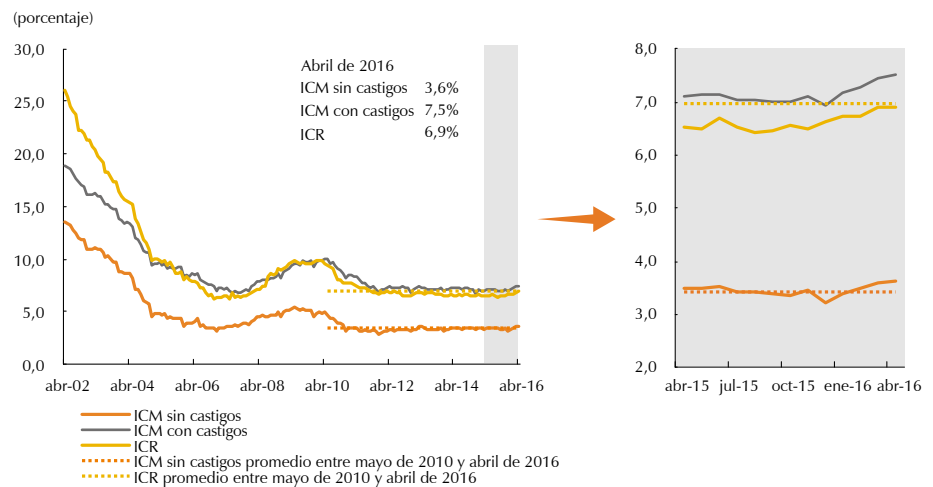 (porcentaje)
30,0
25,0
20,0
15,0
10,0
5,0
0,0
abr-02 abr-04 abr-06 abr-08 abr-10 abr-12 abr-14 abr-16
Abril de 2016
ICM sin castigos 3,6%
ICM con castigos 7,5%
ICR 6,9%
8,0
7,0
6,0
5,0
4,0
3,0
2,0
abr-15 jul-15 oct-15 ene-16 abr-16
ICM sin castigos
ICM con castigos
ICR
ICM sin castigos promedio entre mayo de 2010 y abril de 2016
ICR promedio entre mayo de 2010 y abril de 2016